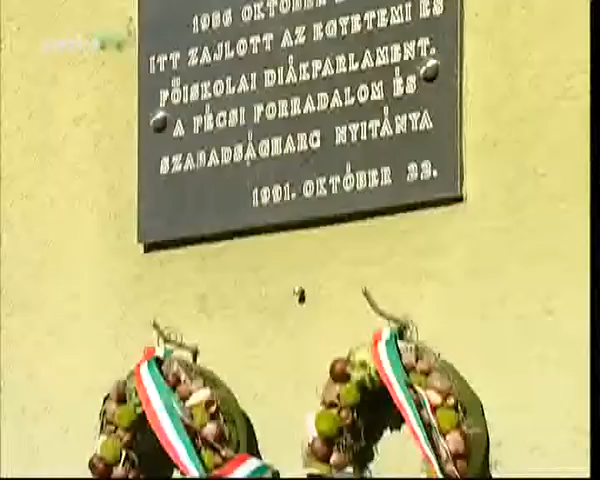 1956 OKTÓBER
ITT ZAJLOTT AZ EGYETEMI ÉS
FŐISKOLAI DIÁKPARLAMENT,
A PÉCSI FORRADALOM ÉS
SZABADSÁGHARC NYITÁNYA
1991. OKTÓBER 23.